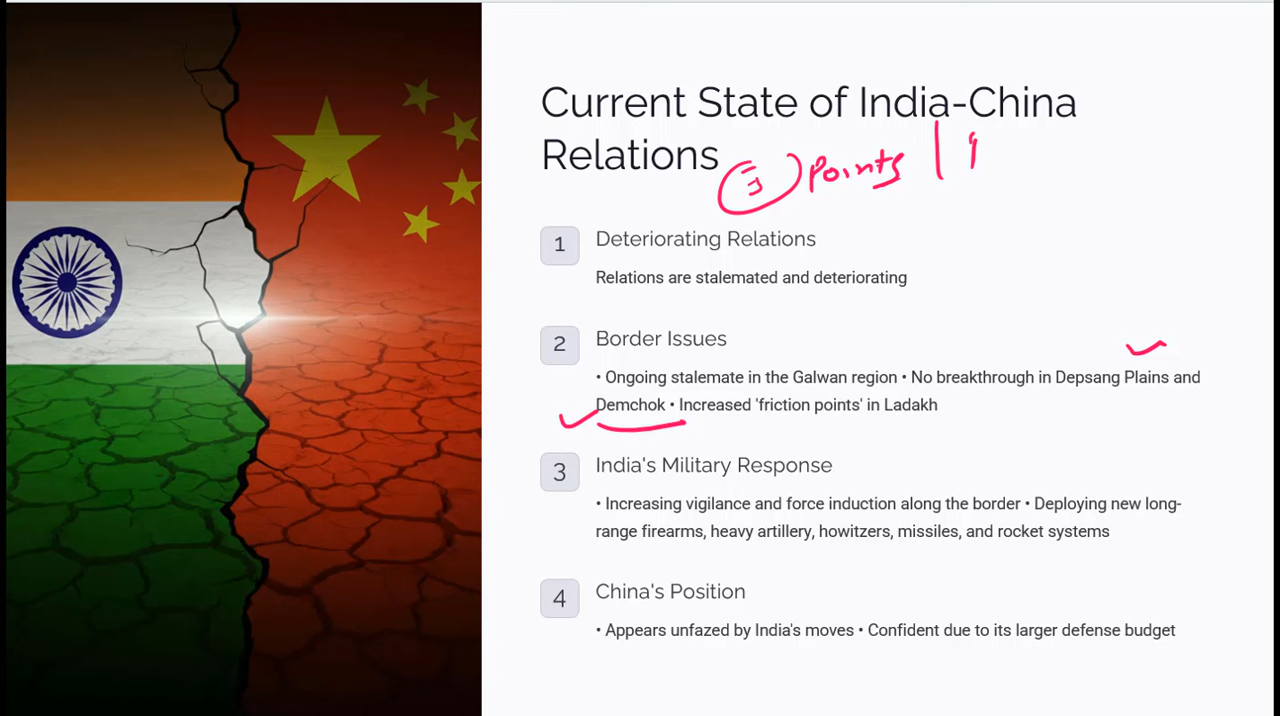 Current State of India-China
Relations
Points |
1 Deteriorating Relations
Relations are stalemated and deteriorating
2 Border Issues
• Ongoing stalemate in the Galwan region • No breakthrough in Depsang Plains and
Demchok • Increased 'friction points' in Ladakh
3 India's Military Response
• Increasing vigilance and force induction along the border • Deploying new long-
range firearms, heavy artillery, howitzers, missiles, and rocket systems
4 China's Position
• Appears unfazed by India's moves • Confident due to its larger defense budget